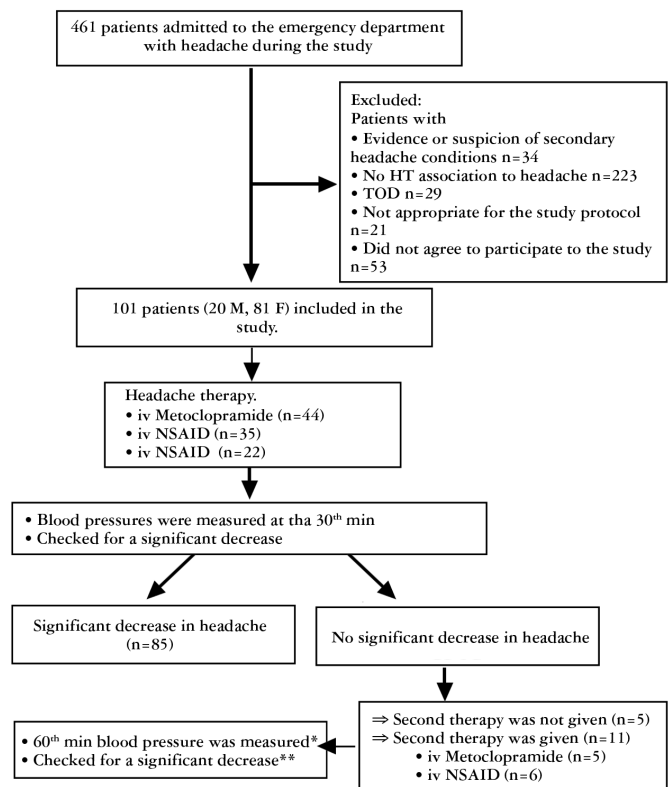 461 patients admitted to the emergency department
with headache during the study
Excluded:
Patients with
• Evidence or suspicion of secondary
headache conditions n=34
• No HT association to headache n=223
• TOD n=29
• Not appropriate for the study protocol
n=21
• Did not agree to participate to the study
n=53
101 patients (20 M, 81 F) included in the
study.
Headache therapy.
• iv Metoclopramide (n=44)
• iv NSAID (n=35)
• iv NSAID (n=22)
• Blood pressures were measured at tha 30th min
• Checked for a significant decrease
Significant decrease in headache
(n=85)
No significant decrease in headache
⇒ Second therapy was not given (n=5)
⇒ Second therapy was given (n=11)
• iv Metoclopramide (n=5)
• iv NSAID (n=6)
• 60th min blood pressure was measured*
• Checked for a significant decrease**